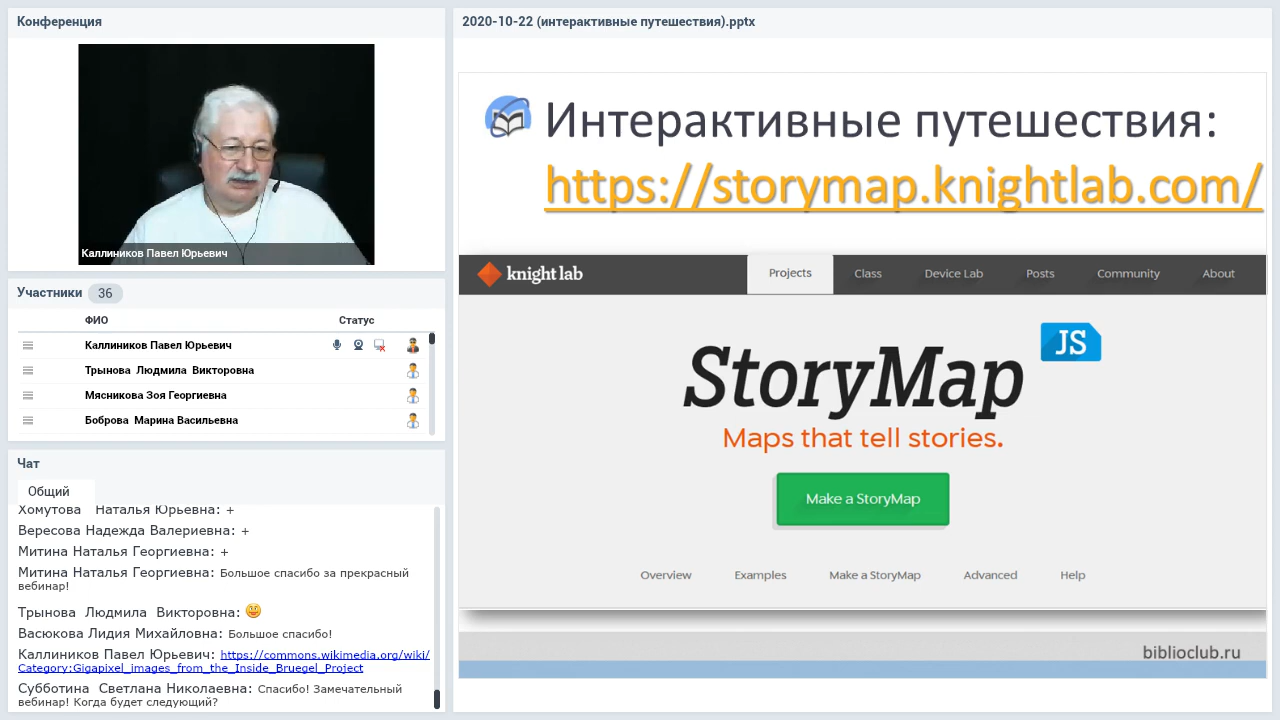 Конференция
Каллиников Павел Юрьевич
Участники 36
ФИО Статус
Каллиников Павел Юрьевич
Трынова Людмила Викторовна
Мясникова Зоя Георгиевна
Боброва Марина Васильевна
Чат
Общий
Хомутова Наталья Юрьевна: +
Вересова Надежда Валериевна: +
Митина Наталья Георгиевна: +
Митина Наталья Георгиевна: Большое спасибо за прекрасный
вебинар!
Трынова Людмила Викторовна:
Васюкова Лидия Михайловна: Большое спасибо!
Каллиников Павел Юрьевич: https://commons.wikimedia.org/wiki/
Category:Gigapixel_images_from_the_Inside_Bruegel_Project
Субботина Светлана Николаевна: Спасибо! Замечательный
вебинар! Когда будет следующий?
2020-10-22 (интерактивные путешествия).pptx
Интерактивные путешествия:
https://storymap.knightlab.com/
knight lab
Projects Class Device Lab Posts Community About
JS
StoryMap
Maps that tell stories.
Make a StoryMap
Overview Examples Make a StoryMap Advanced Help
biblioclub.ru